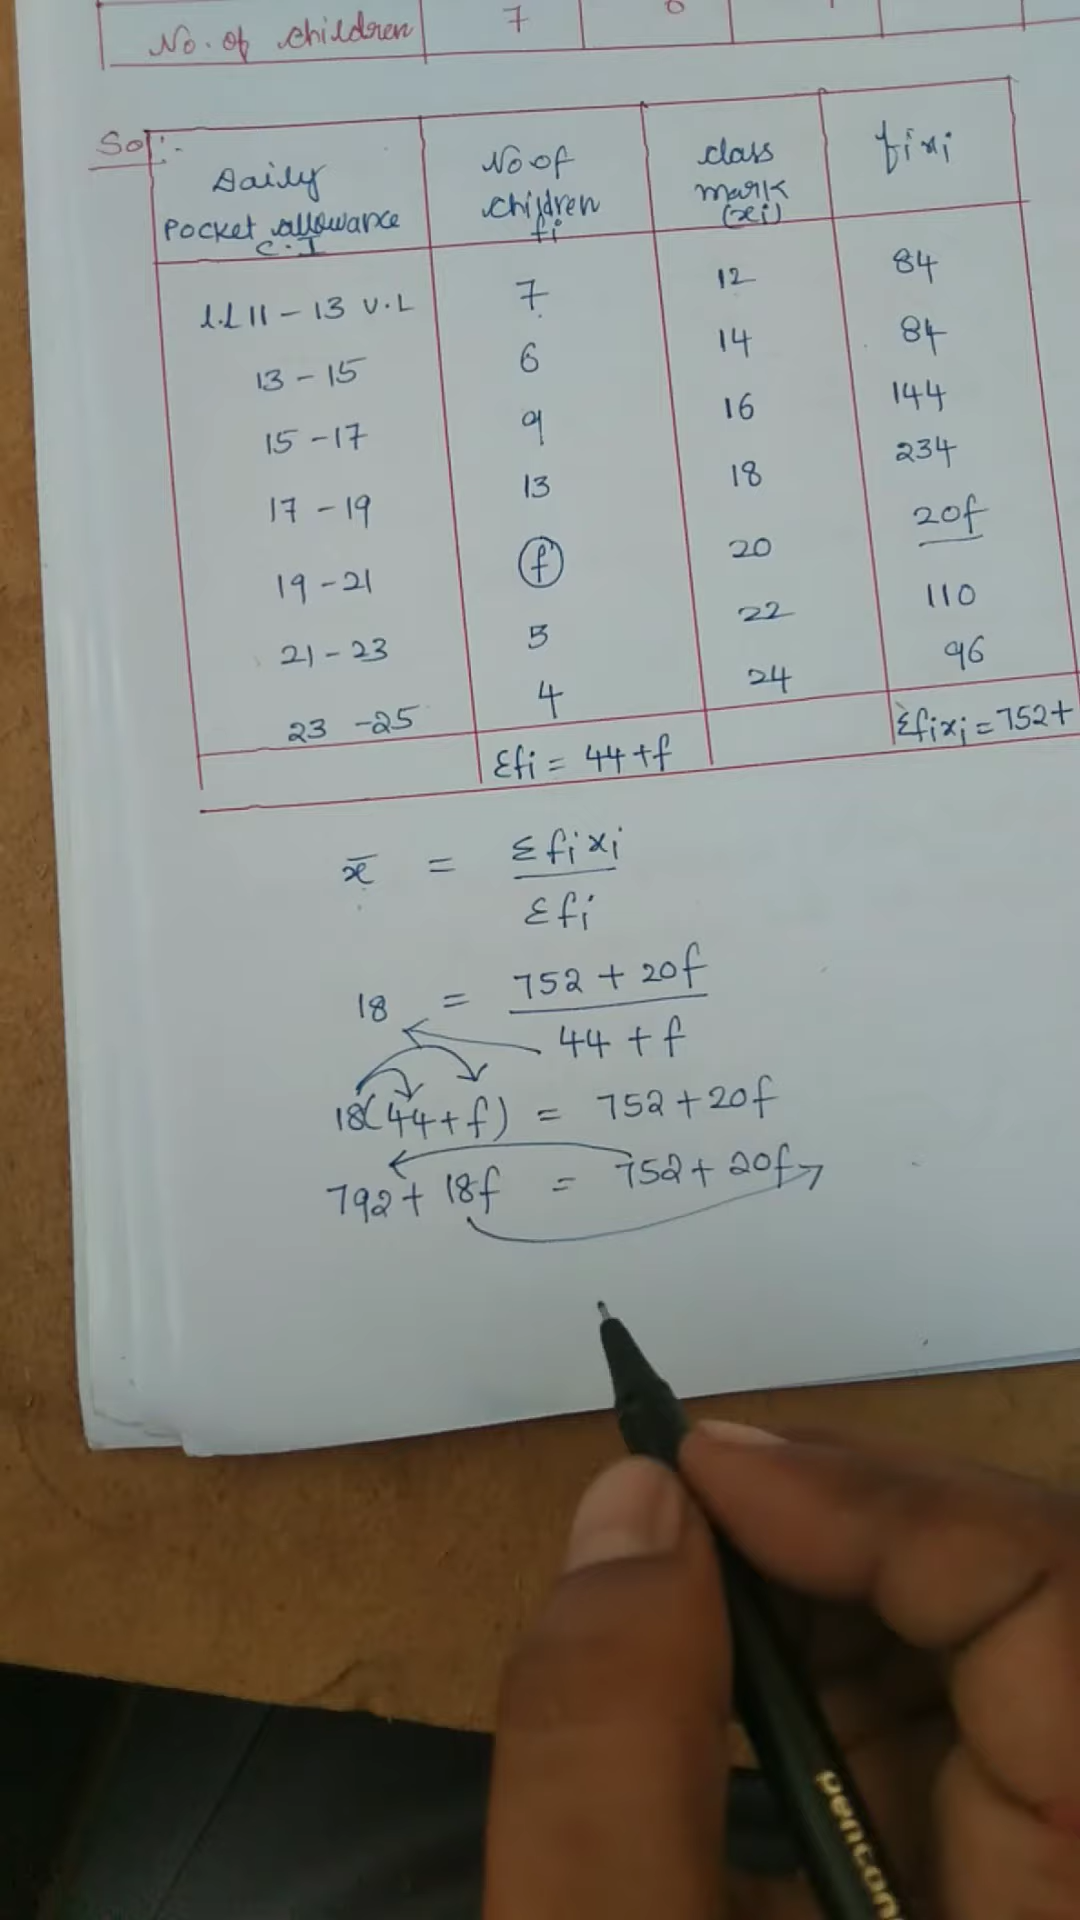 No. of children 7
Sol:-
Daily Pocket allowance C.I No of children fi class mark (xi) fixi
L.L 11 - 13 U.L 7 12 84
13 - 15 6 14 84
15 - 17 9 16 144
17 - 19 13 18 234
19 - 21 f 20 20f
21 - 23 5 22 110
23 - 25 4 24 96
Σfi = 44 + f Σfixi = 752 +
x̄ = Σfixi / Σfi
18 = 752 + 20f / 44 + f
18(44 + f) = 752 + 20f
792 + 18f = 752 + 20f
pentoni